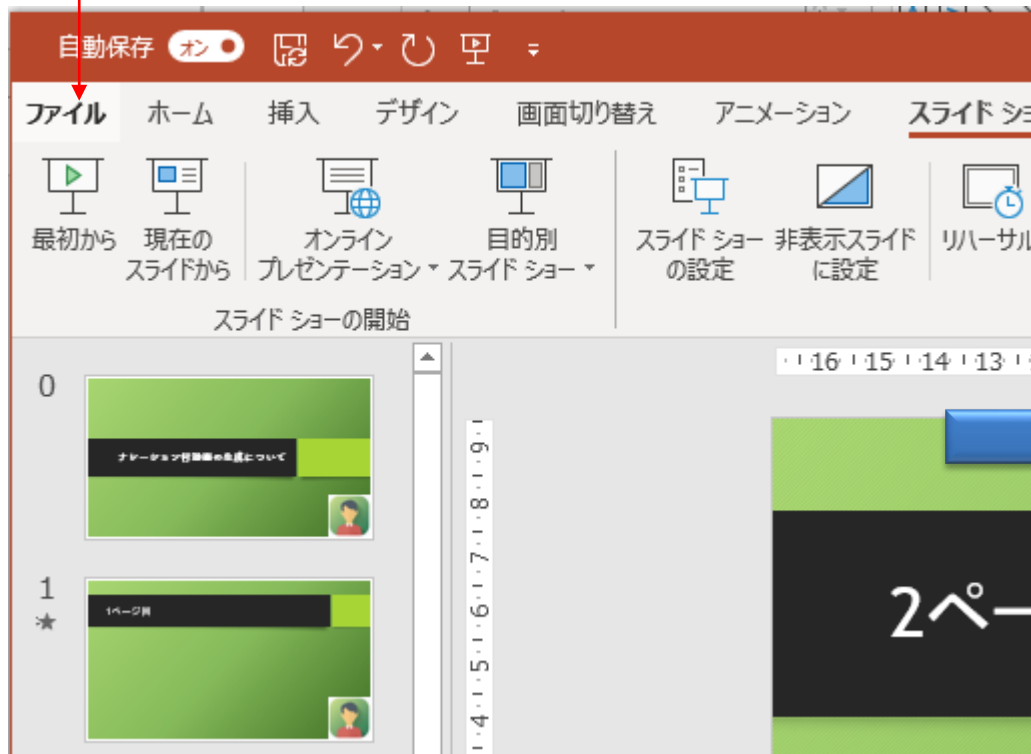 自動保存 オン
ファイル ホーム 挿入 デザイン 画面切り替え アニメーション スライド ショ
最初から 現在の スライドから オンライン プレゼンテーション 目的別 スライド ショー スライド ショー の設定 非表示スライド に設定 リハーサル
スライド ショーの開始
16 15 14 13
0
ナレーション付動画の生成について
1
1ページ目
9 8 7 6 5 4
2ペー